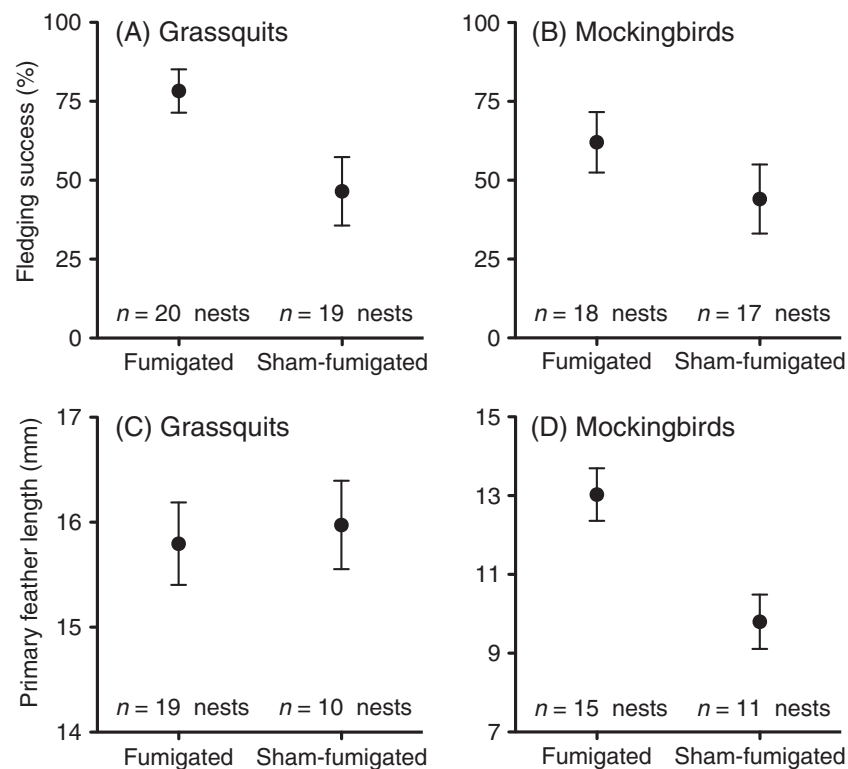 (A) Grassquits
(B) Mockingbirds
Fledging success (%)
100
75
50
25
0
n = 20 nests
n = 19 nests
Fumigated
Sham-fumigated
100
75
50
25
0
n = 18 nests
n = 17 nests
Fumigated
Sham-fumigated
(C) Grassquits
(D) Mockingbirds
Primary feather length (mm)
17
16
15
14
n = 19 nests
n = 10 nests
Fumigated
Sham-fumigated
15
13
11
9
7
n = 15 nests
n = 11 nests
Fumigated
Sham-fumigated